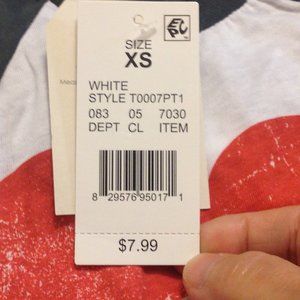 SIZE
XS
WHITE
STYLE T0007PT1
083 05 7030
DEPT CL ITEM
8 29576 95017 1
$7.99